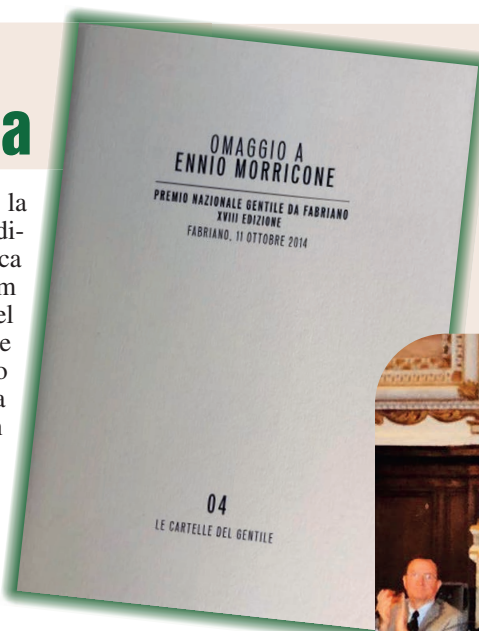 a
la
di-
ca
m
el
e
o
a
OMAGGIO A
ENNIO MORRICONE
PREMIO NAZIONALE GENTILE DA FABRIANO
XVIII EDIZIONE
FABRIANO, 11 OTTOBRE 2014
04
LE CARTELLE DEL GENTILE